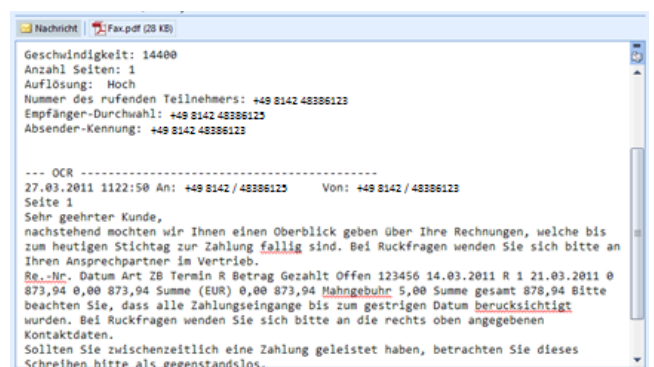 Nachricht Fax.pdf (28 KB)
Geschwindigkeit: 14400
Anzahl Seiten: 1
Auflösung: Hoch
Nummer des rufenden Teilnehmers: +49 8142 48386123
Empfänger-Durchwahl: +49 8142 48386125
Absender-Kennung: +49 8142 48386123
--- OCR --------------------------------------------
27.03.2011 1122:50 An: +49 8142 / 48386125 Von: +49 8142 / 48386123
Seite 1
Sehr geehrter Kunde,
nachstehend mochten wir Ihnen einen Oberblick geben über Ihre Rechnungen, welche bis
zum heutigen Stichtag zur Zahlung fallig sind. Bei Ruckfragen wenden Sie sich bitte an
Ihren Ansprechpartner im Vertrieb.
Re.-Nr. Datum Art ZB Termin R Betrag Gezahlt Offen 123456 14.03.2011 R 1 21.03.2011 0
873,94 0,00 873,94 Summe (EUR) 0,00 873,94 Mahngebuhr 5,00 Summe gesamt 878,94 Bitte
beachten Sie, dass alle Zahlungseingange bis zum gestrigen Datum berucksichtigt
wurden. Bei Ruckfragen wenden Sie sich bitte an die rechts oben angegebenen
Kontaktdaten.
Sollten Sie zwischenzeitlich eine Zahlung geleistet haben, betrachten Sie dieses
Schreiben bitte als gegenstandslos.